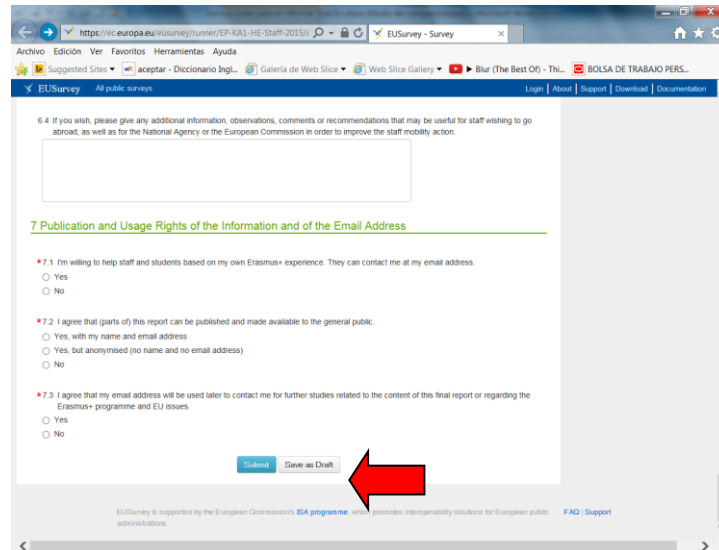 https://ec.europa.eu/eusurvey/runner/EP-KA1-HE-Staff-2015/
EUSurvey - Survey
Archivo Edición Ver Favoritos Herramientas Ayuda
Suggested Sites aceptar - Diccionario Ingl... Galería de Web Slice Web Slice Gallery Blur (The Best Of) - Thi... BOLSA DE TRABAJO PERS...
EUSurvey All public surveys Login | About | Support | Download | Documentation
6.4 If you wish, please give any additional information, observations, comments or recommendations that may be useful for staff wishing to go
abroad, as well as for the National Agency or the European Commission in order to improve the staff mobility action.
7 Publication and Usage Rights of the Information and of the Email Address
*7.1 I'm willing to help staff and students based on my own Erasmus+ experience. They can contact me at my email address.
Yes
No
*7.2 I agree that (parts of) this report can be published and made available to the general public.
Yes, with my name and email address
Yes, but anonymised (no name and no email address)
No
*7.3 I agree that my email address will be used later to contact me for further studies related to the content of this final report or regarding the
Erasmus+ programme and EU issues.
Yes
No
Submit Save as Draft
EUSurvey is supported by the European Commission's ISA programme, which promotes interoperability solutions for European public FAQ | Support
administrations.